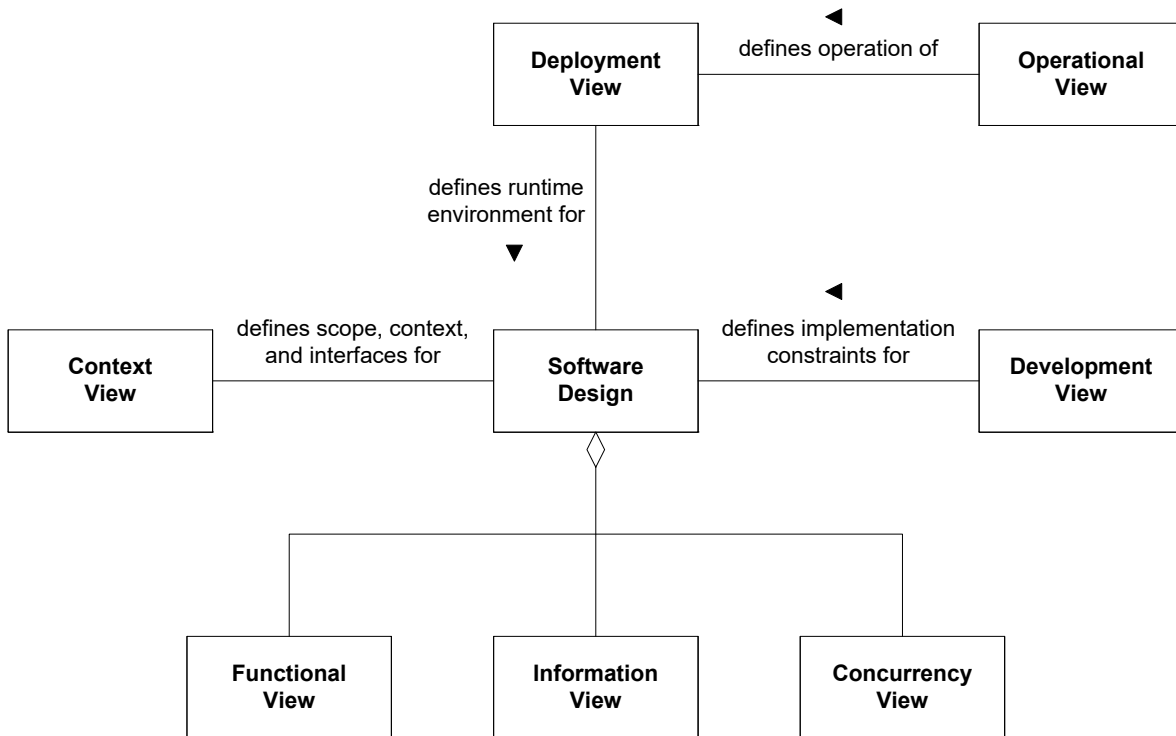 Deployment
View
defines operation of
Operational
View
defines runtime
environment for
Context
View
defines scope, context,
and interfaces for
Software
Design
defines implementation
constraints for
Development
View
Functional
View
Information
View
Concurrency
View